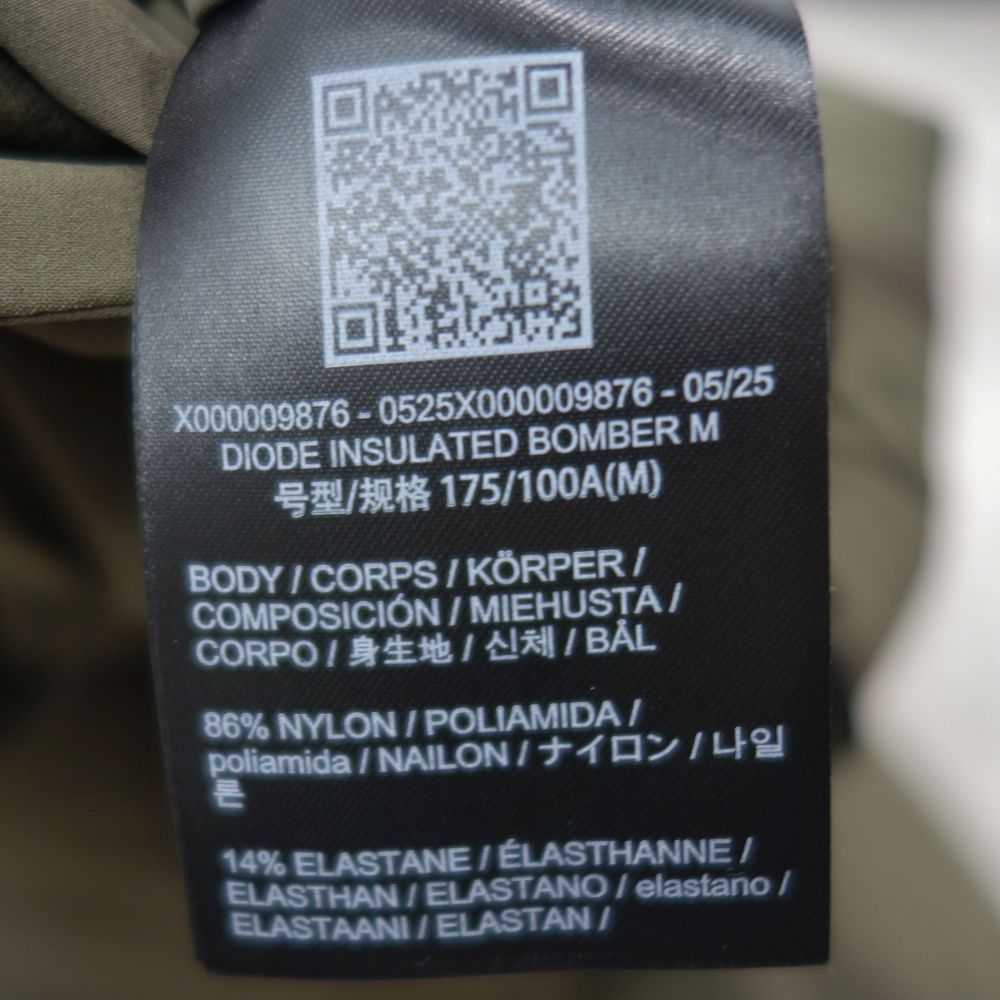 X000009876 - 0525X000009876 - 05/25
DIODE INSULATED BOMBER M
号型/规格 175/100A(M)
BODY / CORPS / KÖRPER /
COMPOSICIÓN / MIEHUSTA /
CORPO / 身生地 / 신체 / BÅL
86% NYLON / POLIAMIDA /
poliamida / NAILON / ナイロン / 나일
론
14% ELASTANE / ÉLASTHANNE /
ELASTHAN / ELASTANO / elastano /
ELASTAANI / ELASTAN /